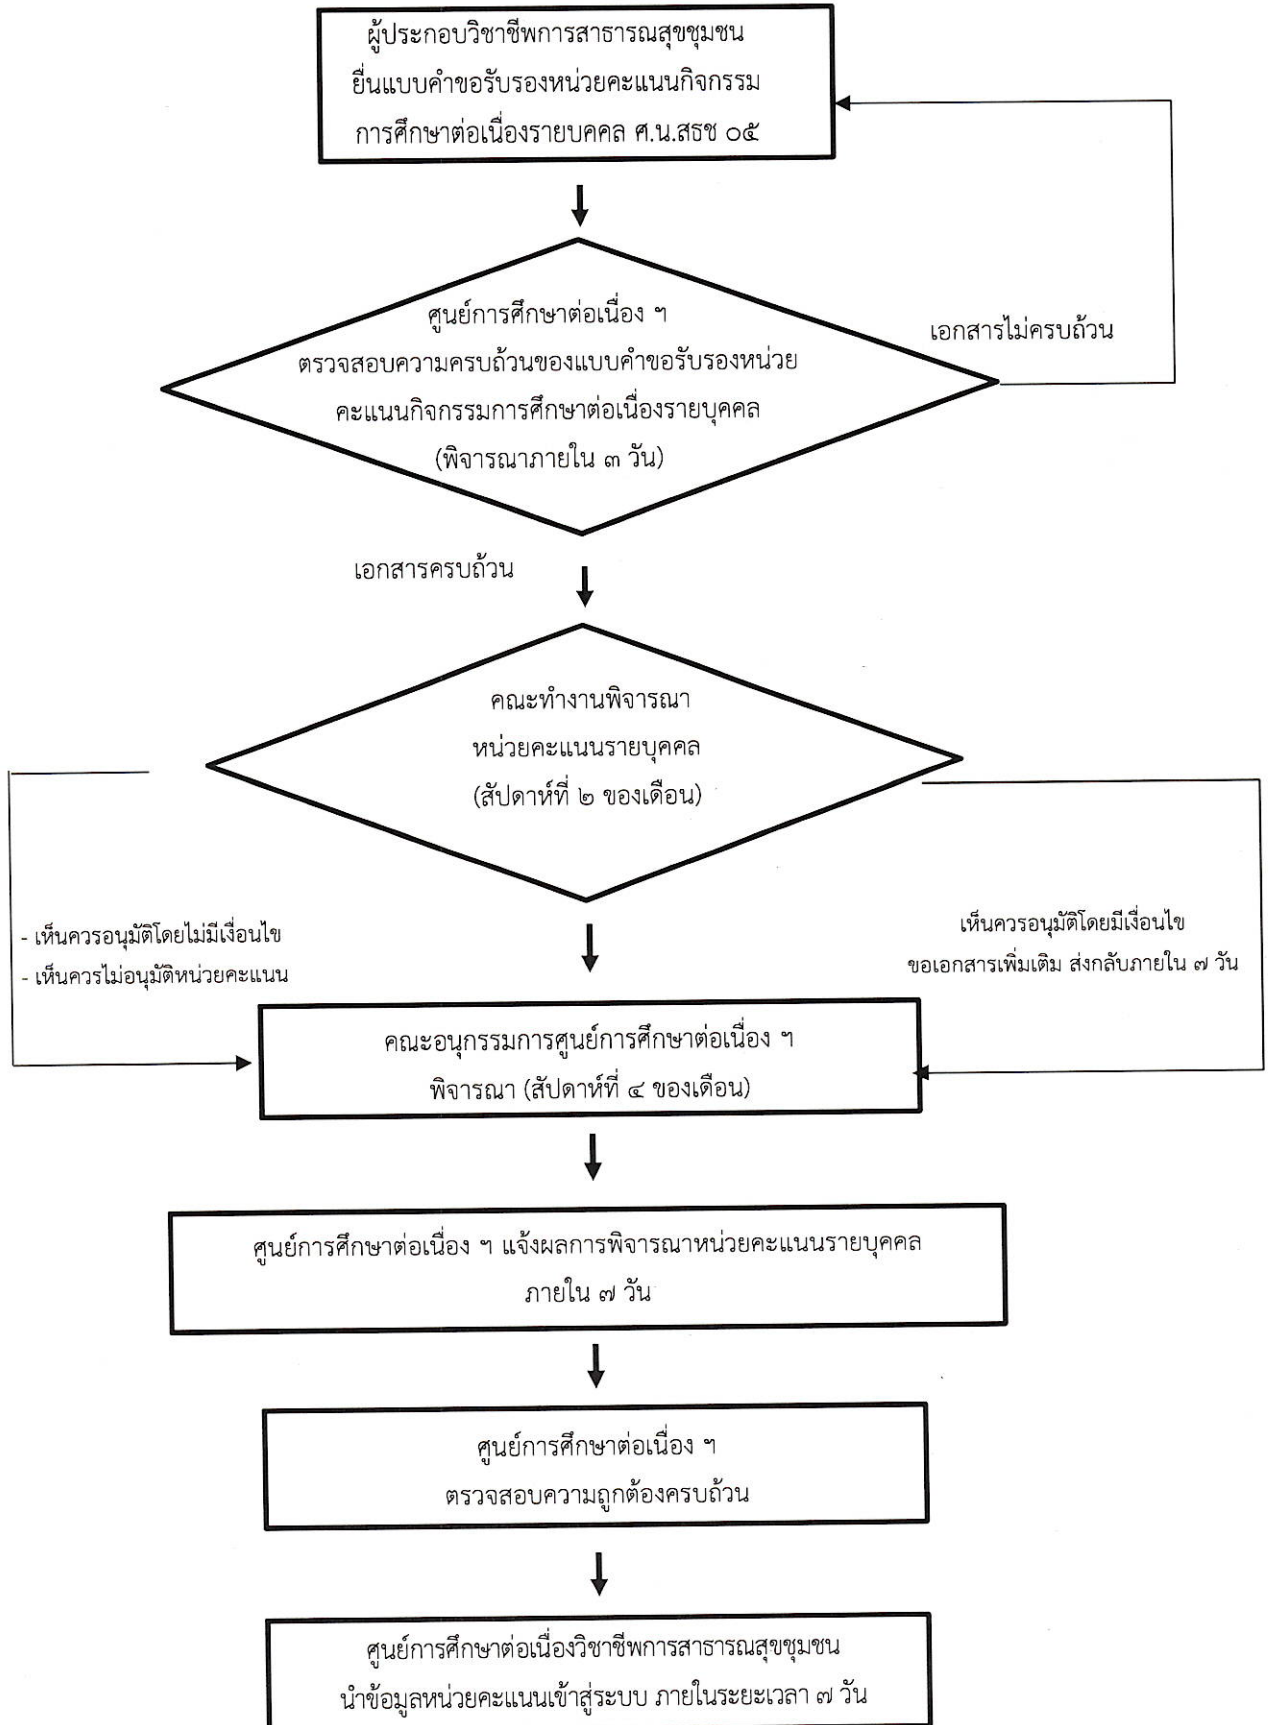 ผู้ประกอบวิชาชีพการสาธารณสุขชุมชน
ยื่นแบบคำขอรับรองหน่วยคะแนนกิจกรรม
การศึกษาต่อเนื่องรายบคคล ศ.น.สธช ๐๕
ศูนย์การศึกษาต่อเนื่อง ฯ
ตรวจสอบความครบถ้วนของแบบคำขอรับรองหน่วย
คะแนนกิจกรรมการศึกษาต่อเนื่องรายบุคคล
(พิจารณาภายใน ๓ วัน)
เอกสารไม่ครบถ้วน
เอกสารครบถ้วน
คณะทำงานพิจารณา
หน่วยคะแนนรายบุคคล
(สัปดาห์ที่ ๒ ของเดือน)
- เห็นควรอนุมัติโดยไม่มีเงื่อนไข
- เห็นควรไม่อนุมัติหน่วยคะแนน
เห็นควรอนุมัติโดยมีเงื่อนไข
ขอเอกสารเพิ่มเติม ส่งกลับภายใน ๗ วัน
คณะอนุกรรมการศูนย์การศึกษาต่อเนื่อง ฯ
พิจารณา (สัปดาห์ที่ ๔ ของเดือน)
ศูนย์การศึกษาต่อเนื่อง ฯ แจ้งผลการพิจารณาหน่วยคะแนนรายบุคคล
ภายใน ๗ วัน
ศูนย์การศึกษาต่อเนื่อง ฯ
ตรวจสอบความถูกต้องครบถ้วน
ศูนย์การศึกษาต่อเนื่องวิชาชีพการสาธารณสุขชุมชน
นำข้อมูลหน่วยคะแนนเข้าสู่ระบบ ภายในระยะเวลา ๗ วัน